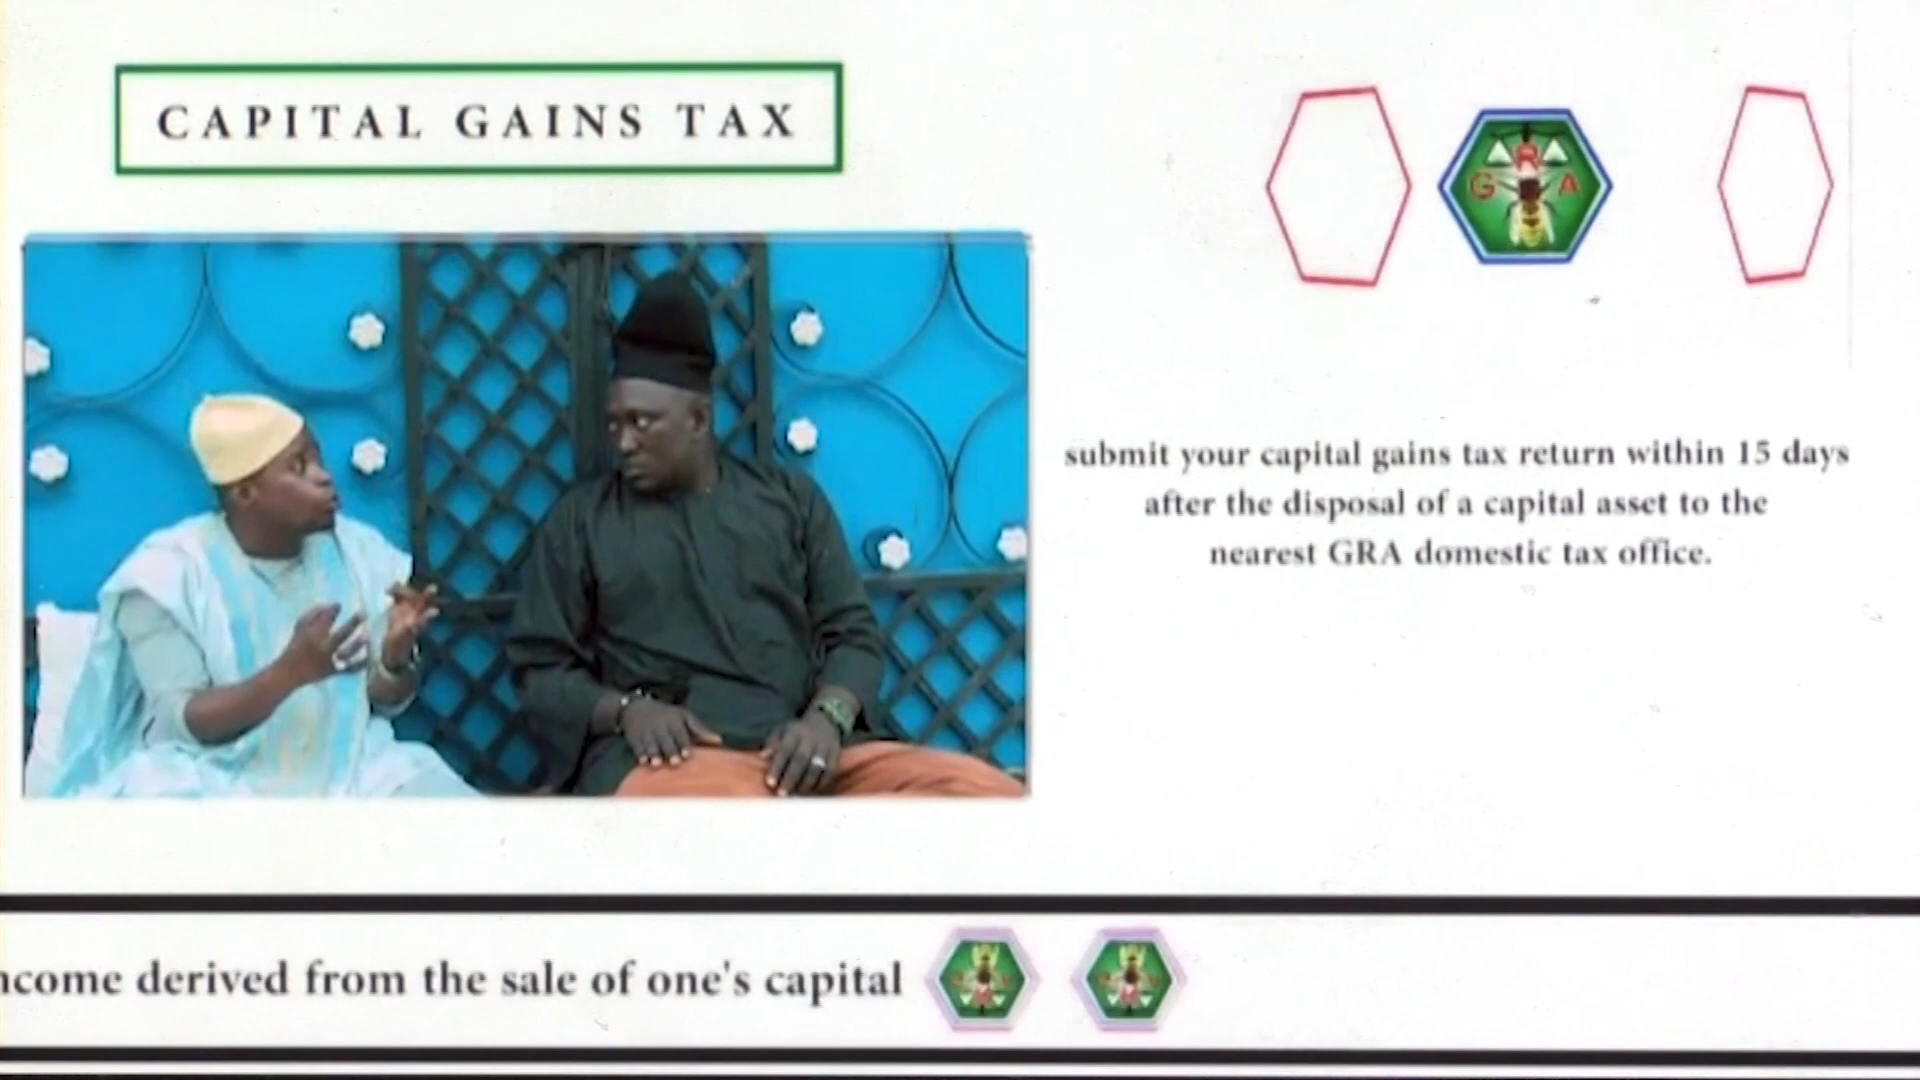 CAPITAL GAINS TAX
GRA
submit your capital gains tax return within 15 days
after the disposal of a capital asset to the
nearest GRA domestic tax office.
derived from the sale of one's capital